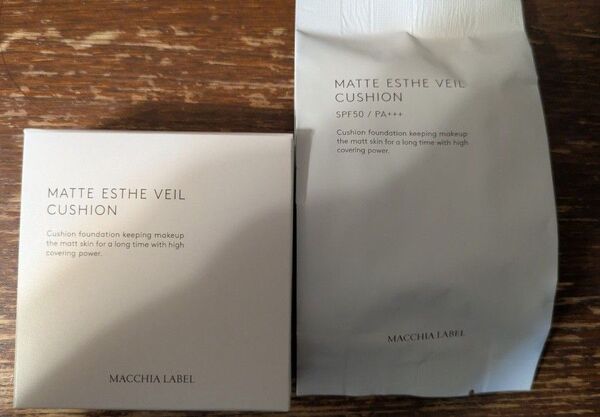 MATTE ESTHE VEIL
CUSHION
Cushion foundation keeping makeup
the matt skin for a long time with high
covering power.
MACCHIA LABEL
MATTE ESTHE VEIL
CUSHION
SPF50 / PA+++
Cushion foundation keeping makeup
the matt skin for a long time with high
covering power.
MACCHIA LABEL